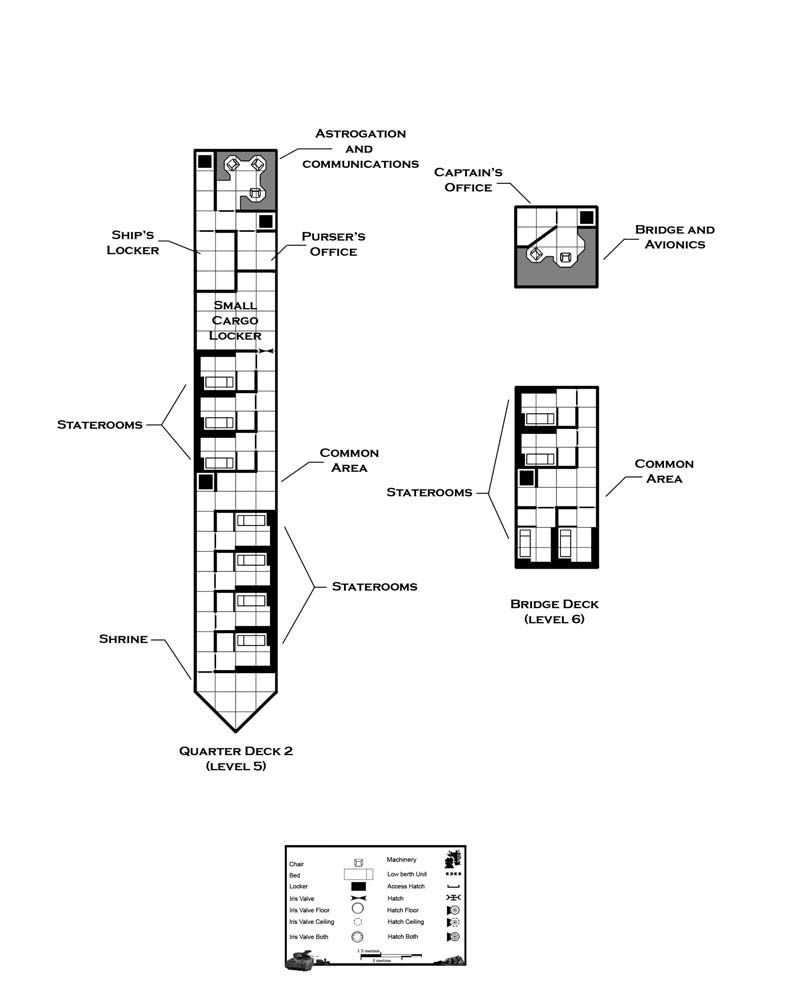 ASTROGATION
AND
COMMUNICATIONS
CAPTAIN'S
OFFICE
SHIP'S
LOCKER
PURSER'S
OFFICE
BRIDGE AND
AVIONICS
SMALL
CARGO
LOCKER
STATEROOMS
COMMON
AREA
STATEROOMS
COMMON
AREA
STATEROOMS
SHRINE
BRIDGE DECK
(LEVEL 6)
QUARTER DECK 2
(LEVEL 5)
Chair
Bed
Locker
Iris Valve
Iris Valve Floor
Iris Valve Ceiling
Iris Valve Both
Machinery
Low berth Unit
Access Hatch
Hatch
Hatch Floor
Hatch Ceiling
Hatch Both
1.5 metres
3 metres